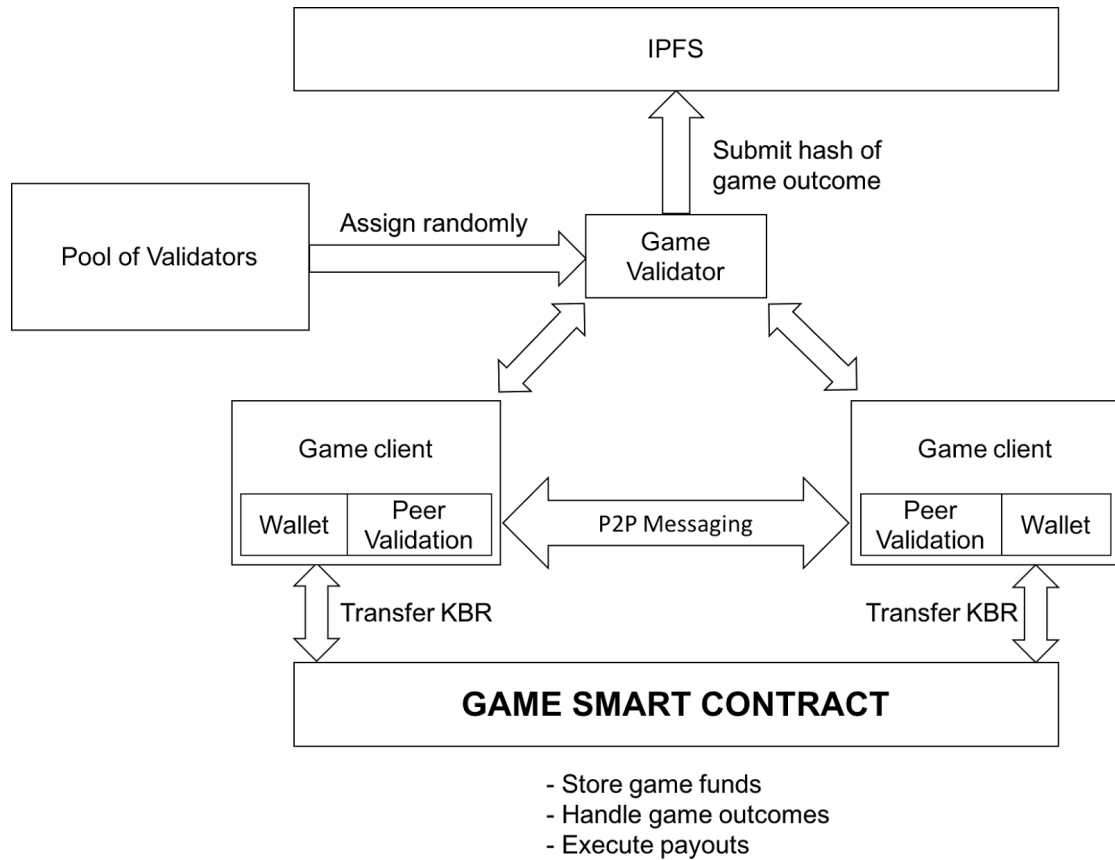 IPFS
Submit hash of
game outcome
Assign randomly
Pool of Validators
Game
Validator
Game client
Wallet
Peer
Validation
P2P Messaging
Game client
Peer
Validation
Wallet
Transfer KBR
Transfer KBR
GAME SMART CONTRACT
- Store game funds
- Handle game outcomes
- Execute payouts